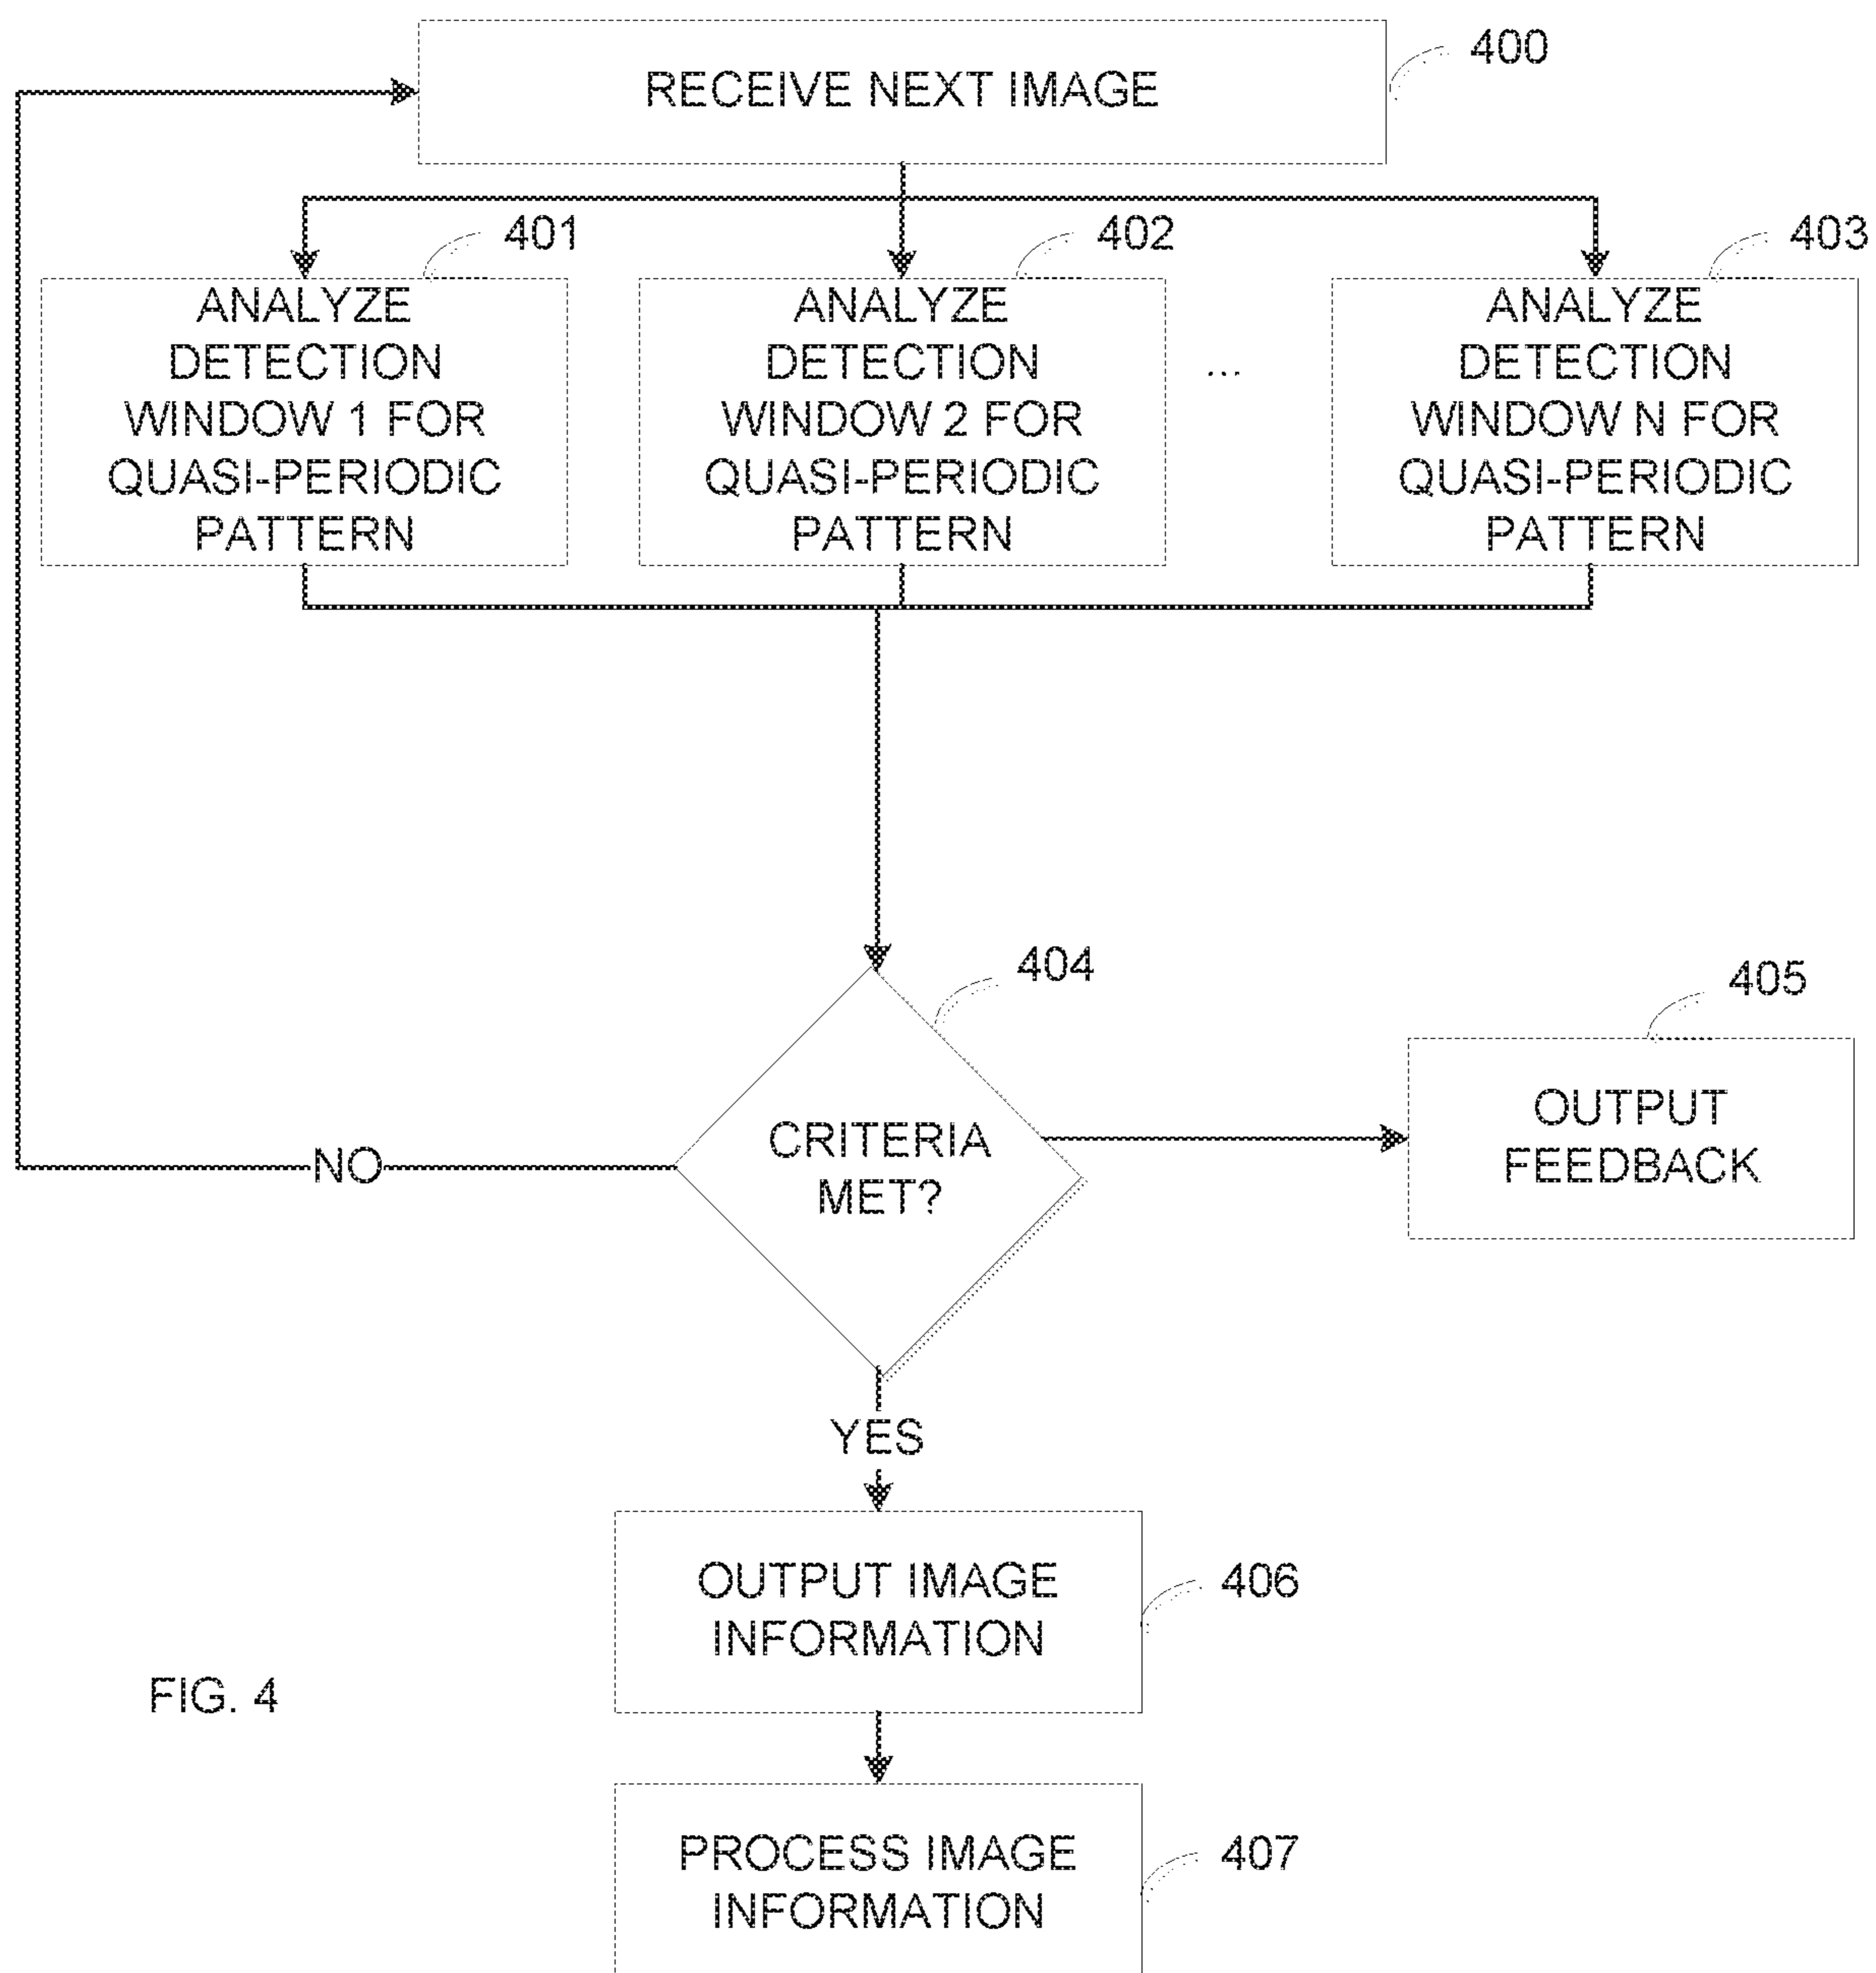 400
RECEIVE NEXT IMAGE
401
402
403
ANALYZE
DETECTION
WINDOW 1 FOR
QUASI-PERIODIC
PATTERN
ANALYZE
DETECTION
WINDOW 2 FOR
QUASI-PERIODIC
PATTERN
...
ANALYZE
DETECTION
WINDOW N FOR
QUASI-PERIODIC
PATTERN
404
405
CRITERIA
MET?
OUTPUT
FEEDBACK
NO
YES
406
OUTPUT IMAGE
INFORMATION
FIG. 4
407
PROCESS IMAGE
INFORMATION